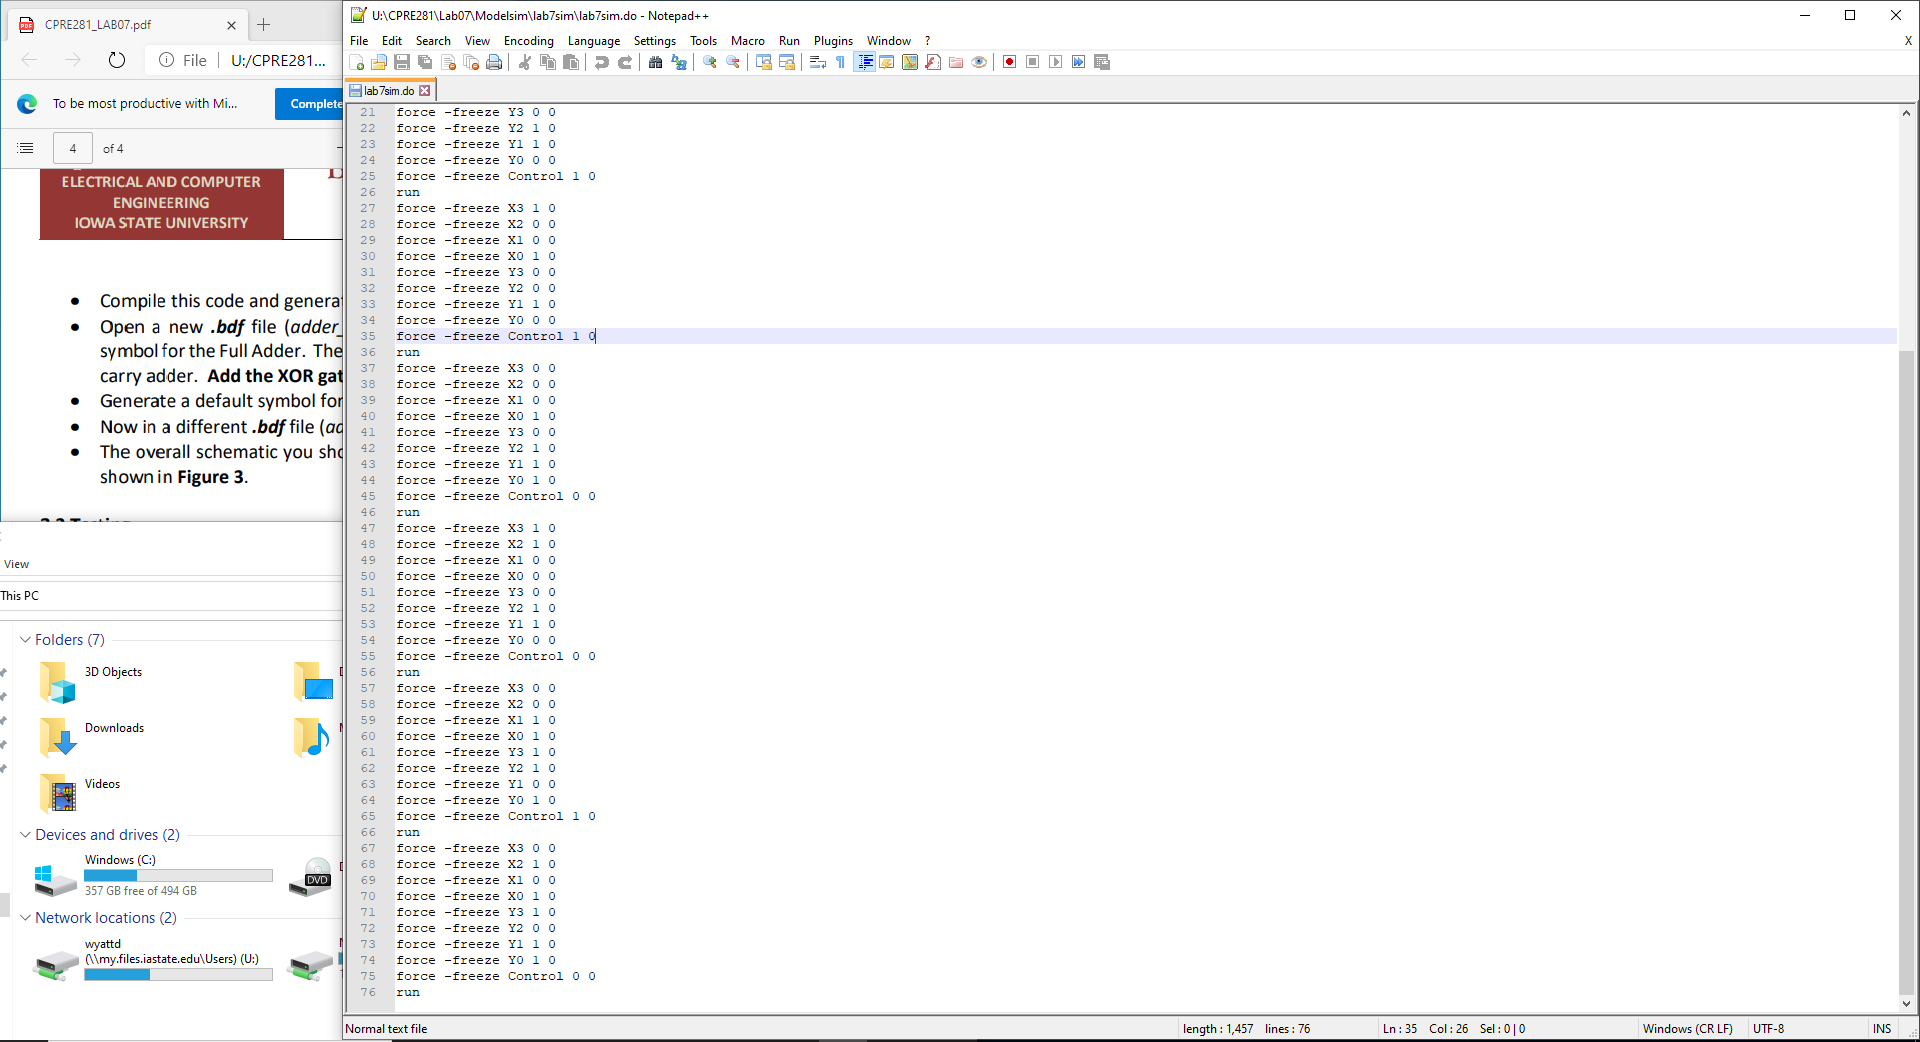 CPRE281_LAB07.pdf
File
U:/CPRE281...
To be most productive with Mi...
Complete
4
of 4
ELECTRICAL AND COMPUTER
ENGINEERING
IOWA STATE UNIVERSITY
• Compile this code and genera
• Open a new .bdf file (adder_
symbol for the Full Adder. The
carry adder. Add the XOR gat
• Generate a default symbol for
• Now in a different .bdf file (ad
• The overall schematic you sho
shown in Figure 3.
View
This PC
Folders (7)
3D Objects
Downloads
Videos
Devices and drives (2)
Windows (C:)
357 GB free of 494 GB
DVD
Network locations (2)
wyattd
(\\my.files.iastate.edu\Users) (U:)
U:\CPRE281\Lab07\Modelsim\lab7sim\lab7sim.do - Notepad++
File Edit Search View Encoding Language Settings Tools Macro Run Plugins Window ?
X
lab7sim.do
21 force -freeze Y3 0 0
22 force -freeze Y2 1 0
23 force -freeze Y1 1 0
24 force -freeze Y0 0 0
25 force -freeze Control 1 0
26 run
27 force -freeze X3 1 0
28 force -freeze X2 0 0
29 force -freeze X1 0 0
30 force -freeze X0 1 0
31 force -freeze Y3 0 0
32 force -freeze Y2 0 0
33 force -freeze Y1 1 0
34 force -freeze Y0 0 0
35 force -freeze Control 1 0
36 run
37 force -freeze X3 0 0
38 force -freeze X2 0 0
39 force -freeze X1 0 0
40 force -freeze X0 1 0
41 force -freeze Y3 0 0
42 force -freeze Y2 1 0
43 force -freeze Y1 1 0
44 force -freeze Y0 1 0
45 force -freeze Control 0 0
46 run
47 force -freeze X3 1 0
48 force -freeze X2 1 0
49 force -freeze X1 0 0
50 force -freeze X0 0 0
51 force -freeze Y3 0 0
52 force -freeze Y2 1 0
53 force -freeze Y1 1 0
54 force -freeze Y0 0 0
55 force -freeze Control 0 0
56 run
57 force -freeze X3 0 0
58 force -freeze X2 0 0
59 force -freeze X1 1 0
60 force -freeze X0 1 0
61 force -freeze Y3 1 0
62 force -freeze Y2 1 0
63 force -freeze Y1 0 0
64 force -freeze Y0 1 0
65 force -freeze Control 1 0
66 run
67 force -freeze X3 0 0
68 force -freeze X2 1 0
69 force -freeze X1 0 0
70 force -freeze X0 1 0
71 force -freeze Y3 1 0
72 force -freeze Y2 0 0
73 force -freeze Y1 1 0
74 force -freeze Y0 1 0
75 force -freeze Control 0 0
76 run
Normal text file
length : 1,457 lines : 76
Ln : 35 Col : 26 Sel : 0 | 0
Windows (CR LF)
UTF-8
INS